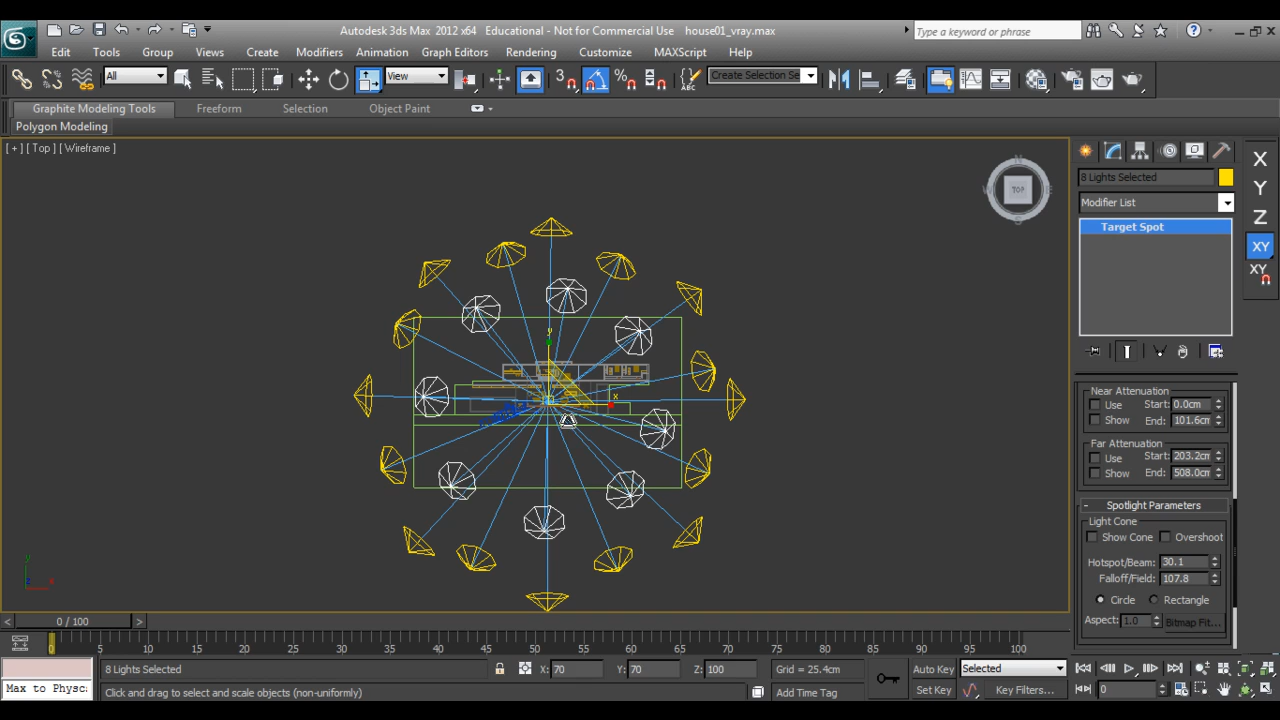 Autodesk 3ds Max 2012 x64 Educational - Not for Commercial Use house01_vray.max
Type a keyword or phrase
Edit Tools Group Views Create Modifiers Animation Graph Editors Rendering Customize MAXScript Help
All View 3 Create Selection Se
Graphite Modeling Tools Freeform Selection Object Paint
Polygon Modeling
[ + ] [ Top ] [ Wireframe ]
TOP
8 Lights Selected
Modifier List
Target Spot
X
Y
Z
XY
XY
Near Attenuation
Use Start: 0.0cm
Show End: 101.6cm
Far Attenuation
Use Start: 203.2cm
Show End: 508.0cm
- Spotlight Parameters
Light Cone
Show Cone Overshoot
Hotspot/Beam: 30.1
Falloff/Field: 107.8
Circle Rectangle
Aspect: 1.0 Bitmap Fit...
y
x
y
x
z
< 0 / 100 >
0 5 10 15 20 25 30 35 40 45 50 55 60 65 70 75 80 85 90 95 100
8 Lights Selected X: 70 Y: 70 Z: 100 Grid = 25.4cm Auto Key Selected
Max to Physc: Click and drag to select and scale objects (non-uniformly) Add Time Tag Set Key Key Filters... 0